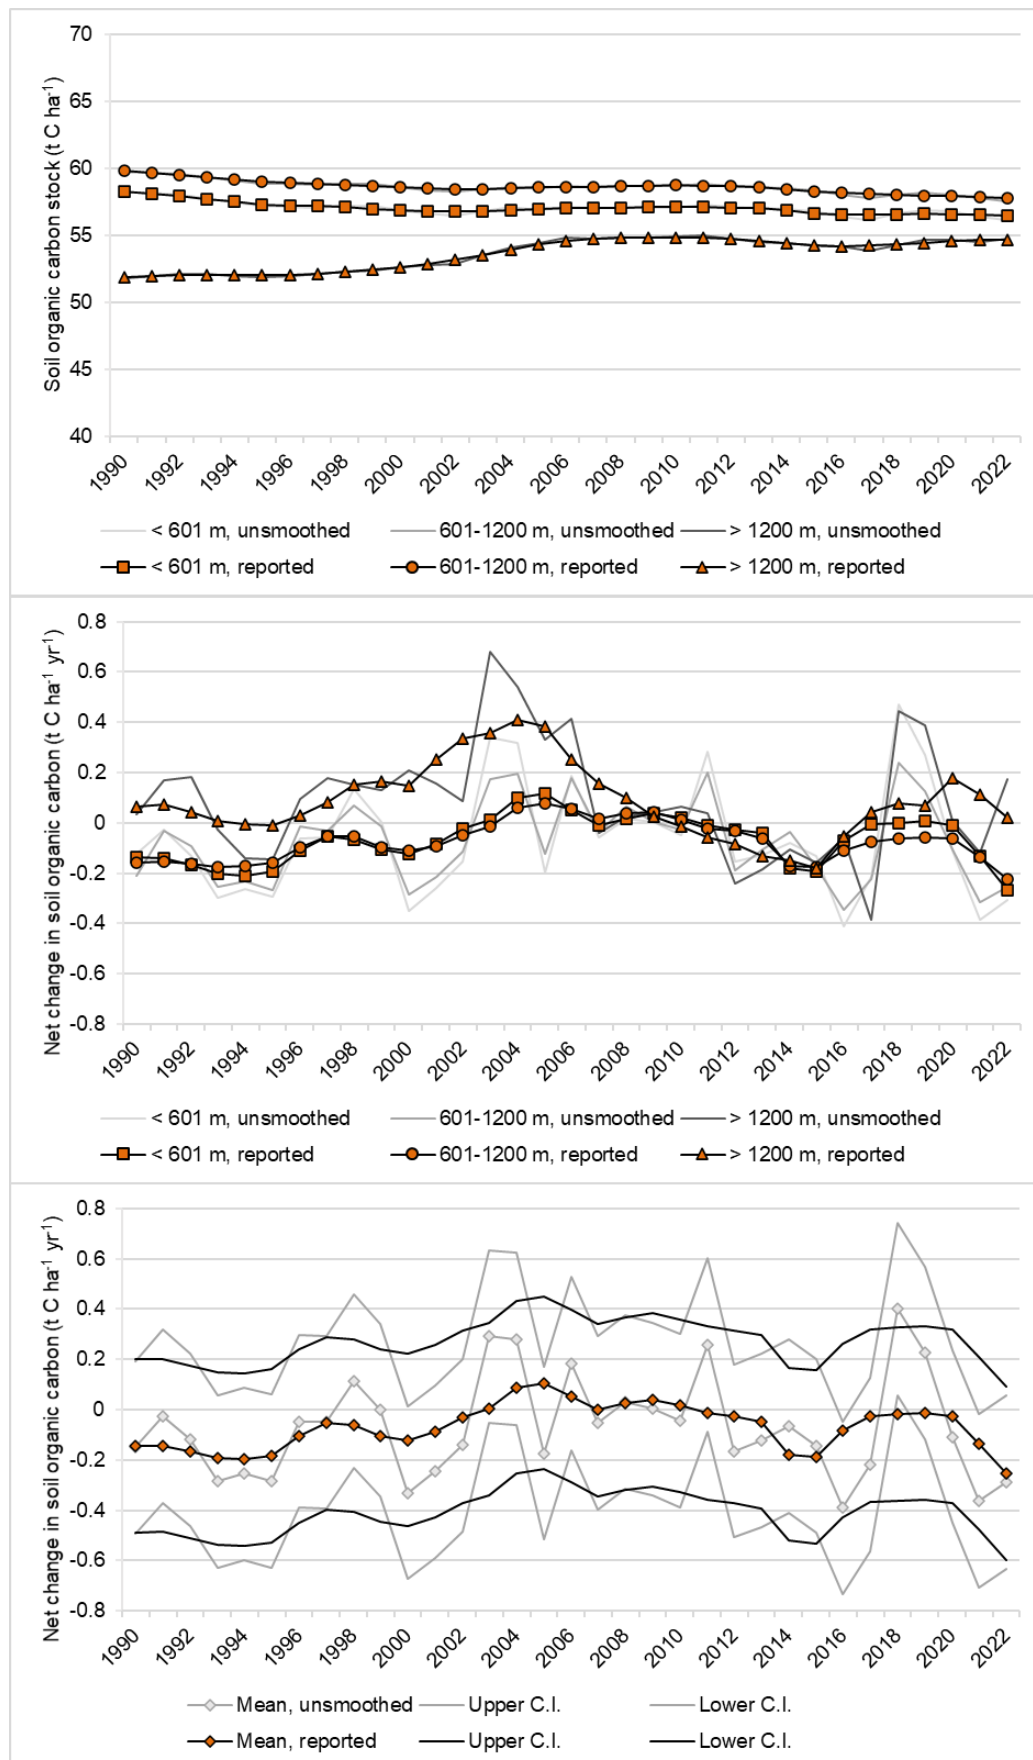 Soil organic carbon stock (t C ha⁻¹)
70
65
60
55
50
45
40
1990 1992 1994 1996 1998 2000 2002 2004 2006 2008 2010 2012 2014 2016 2018 2020 2022
< 601 m, unsmoothed 601-1200 m, unsmoothed > 1200 m, unsmoothed
< 601 m, reported 601-1200 m, reported > 1200 m, reported
Net change in soil organic carbon (t C ha⁻¹ yr⁻¹)
0.8
0.6
0.4
0.2
0
-0.2
-0.4
-0.6
-0.8
1990 1992 1994 1996 1998 2000 2002 2004 2006 2008 2010 2012 2014 2016 2018 2020 2022
< 601 m, unsmoothed 601-1200 m, unsmoothed > 1200 m, unsmoothed
< 601 m, reported 601-1200 m, reported > 1200 m, reported
Net change in soil organic carbon (t C ha⁻¹ yr⁻¹)
0.8
0.6
0.4
0.2
0
-0.2
-0.4
-0.6
-0.8
1990 1992 1994 1996 1998 2000 2002 2004 2006 2008 2010 2012 2014 2016 2018 2020 2022
Mean, unsmoothed Upper C.I. Lower C.I.
Mean, reported Upper C.I. Lower C.I.